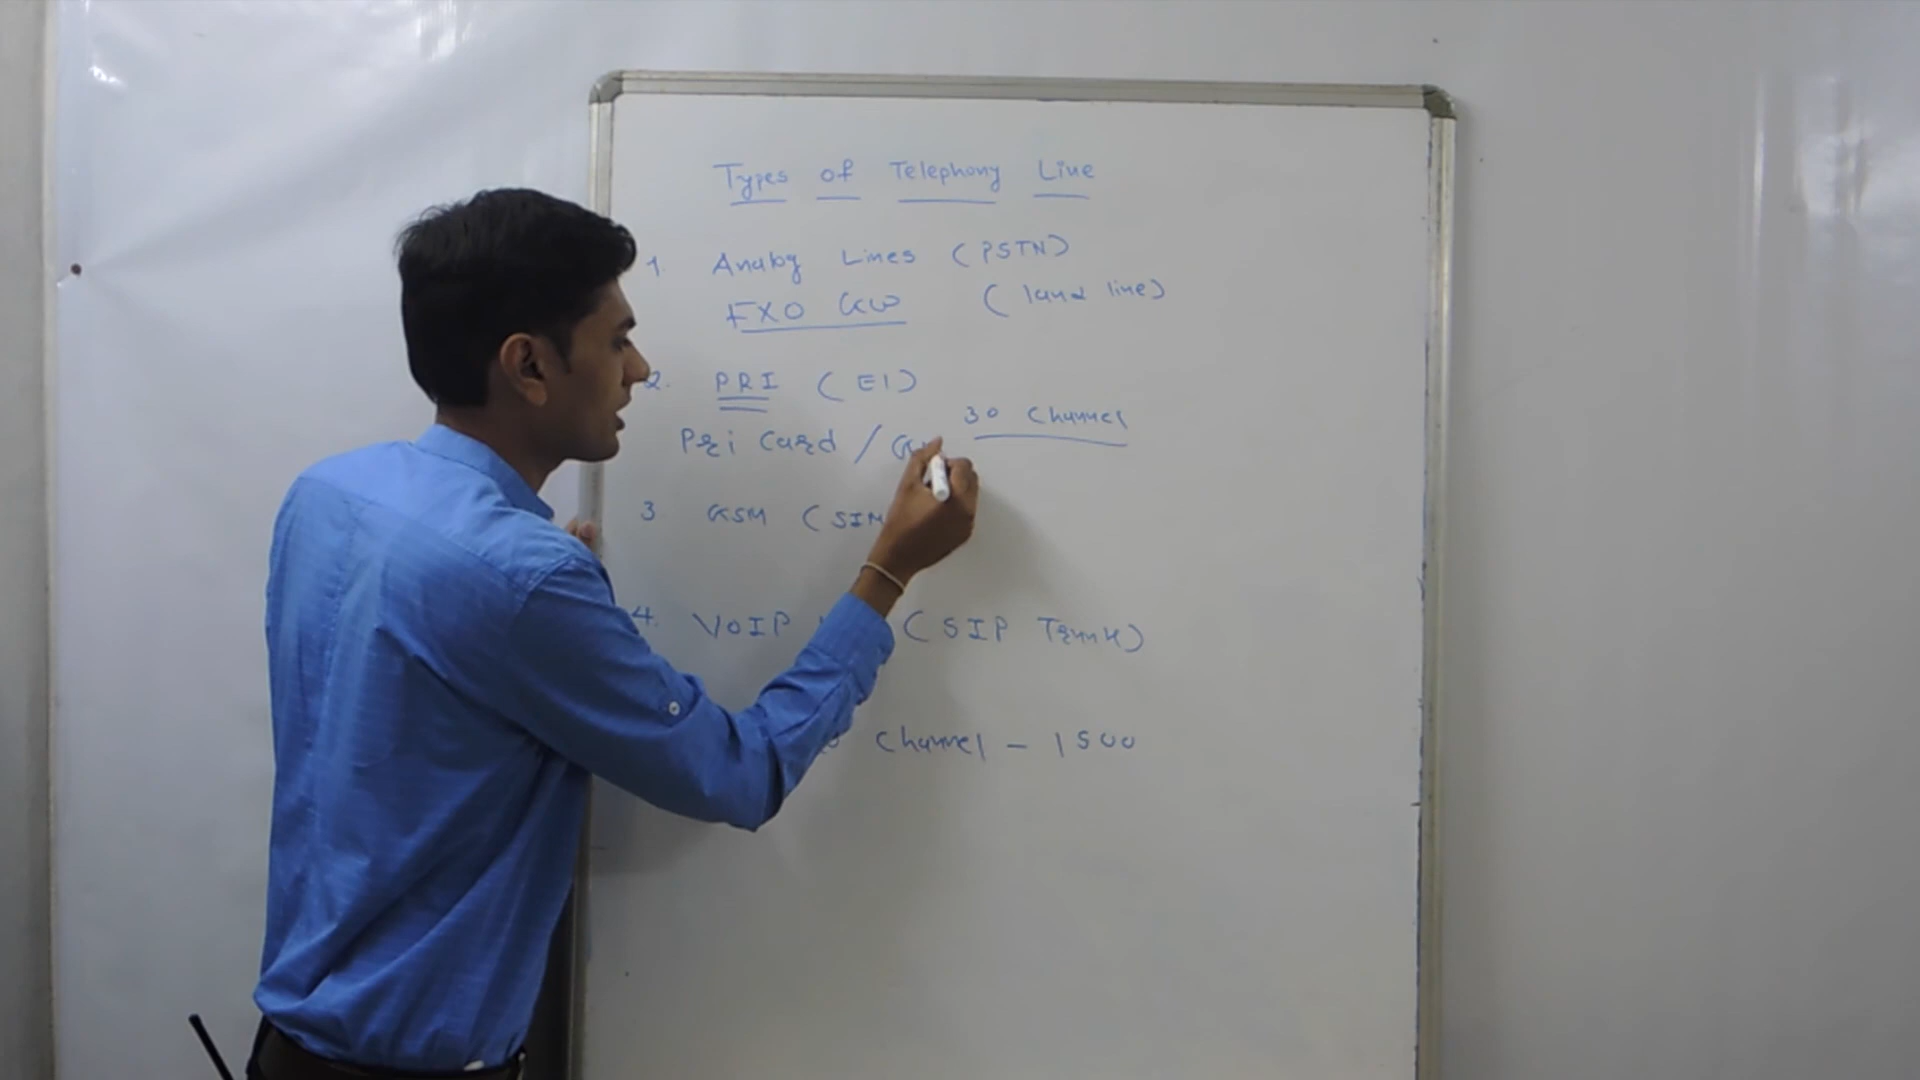 Types of Telephony Line
1. Analog Lines (PSTN)
FXO GW (land line)
2. PRI (E1)
30 Channel
Pri Card /
3 GSM (SIM
4. VOIP (SIP Trunk)
Channel - 1500